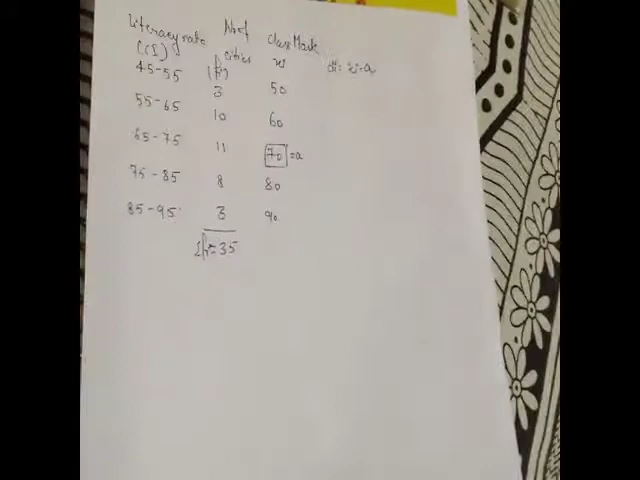 Literacy rate No of class Mark
(CI) cities xi di = xi - a
45-55 (fi) 50
3
55-65 10 60
65-75 11 70 = a
75-85 8 80
85-95 3 90
Σfi = 35